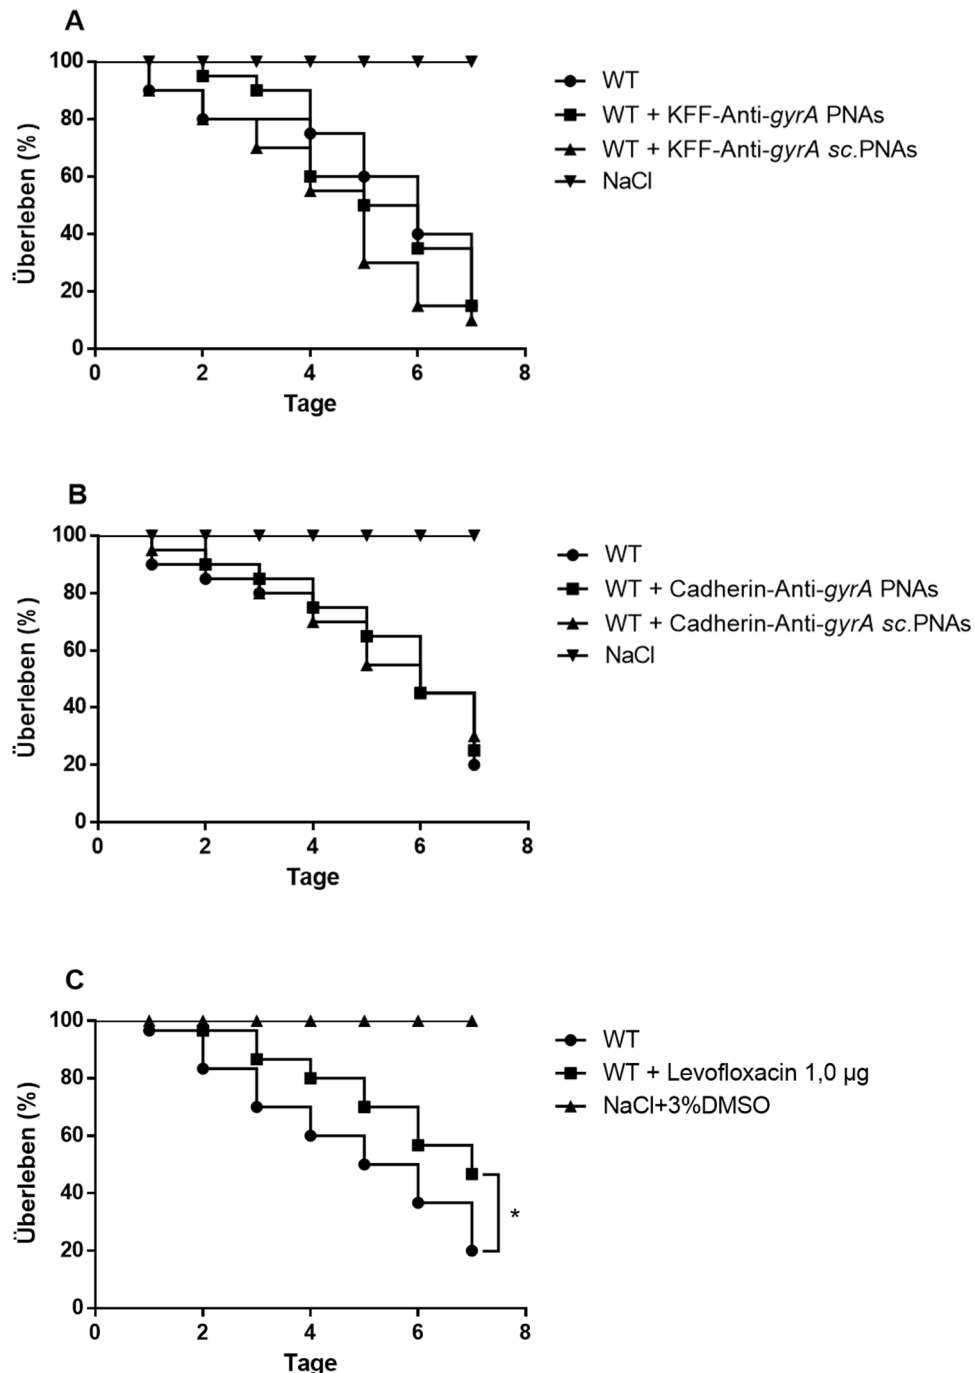 A
100
80
60
40
20
0
Überleben (%)
0 2 4 6 8
Tage
WT
WT + KFF-Anti-gyrA PNAs
WT + KFF-Anti-gyrA sc.PNAs
NaCl
B
100
80
60
40
20
0
Überleben (%)
0 2 4 6 8
Tage
WT
WT + Cadherin-Anti-gyrA PNAs
WT + Cadherin-Anti-gyrA sc.PNAs
NaCl
C
100
80
60
40
20
0
Überleben (%)
0 2 4 6 8
Tage
*
WT
WT + Levofloxacin 1,0 µg
NaCl+3%DMSO